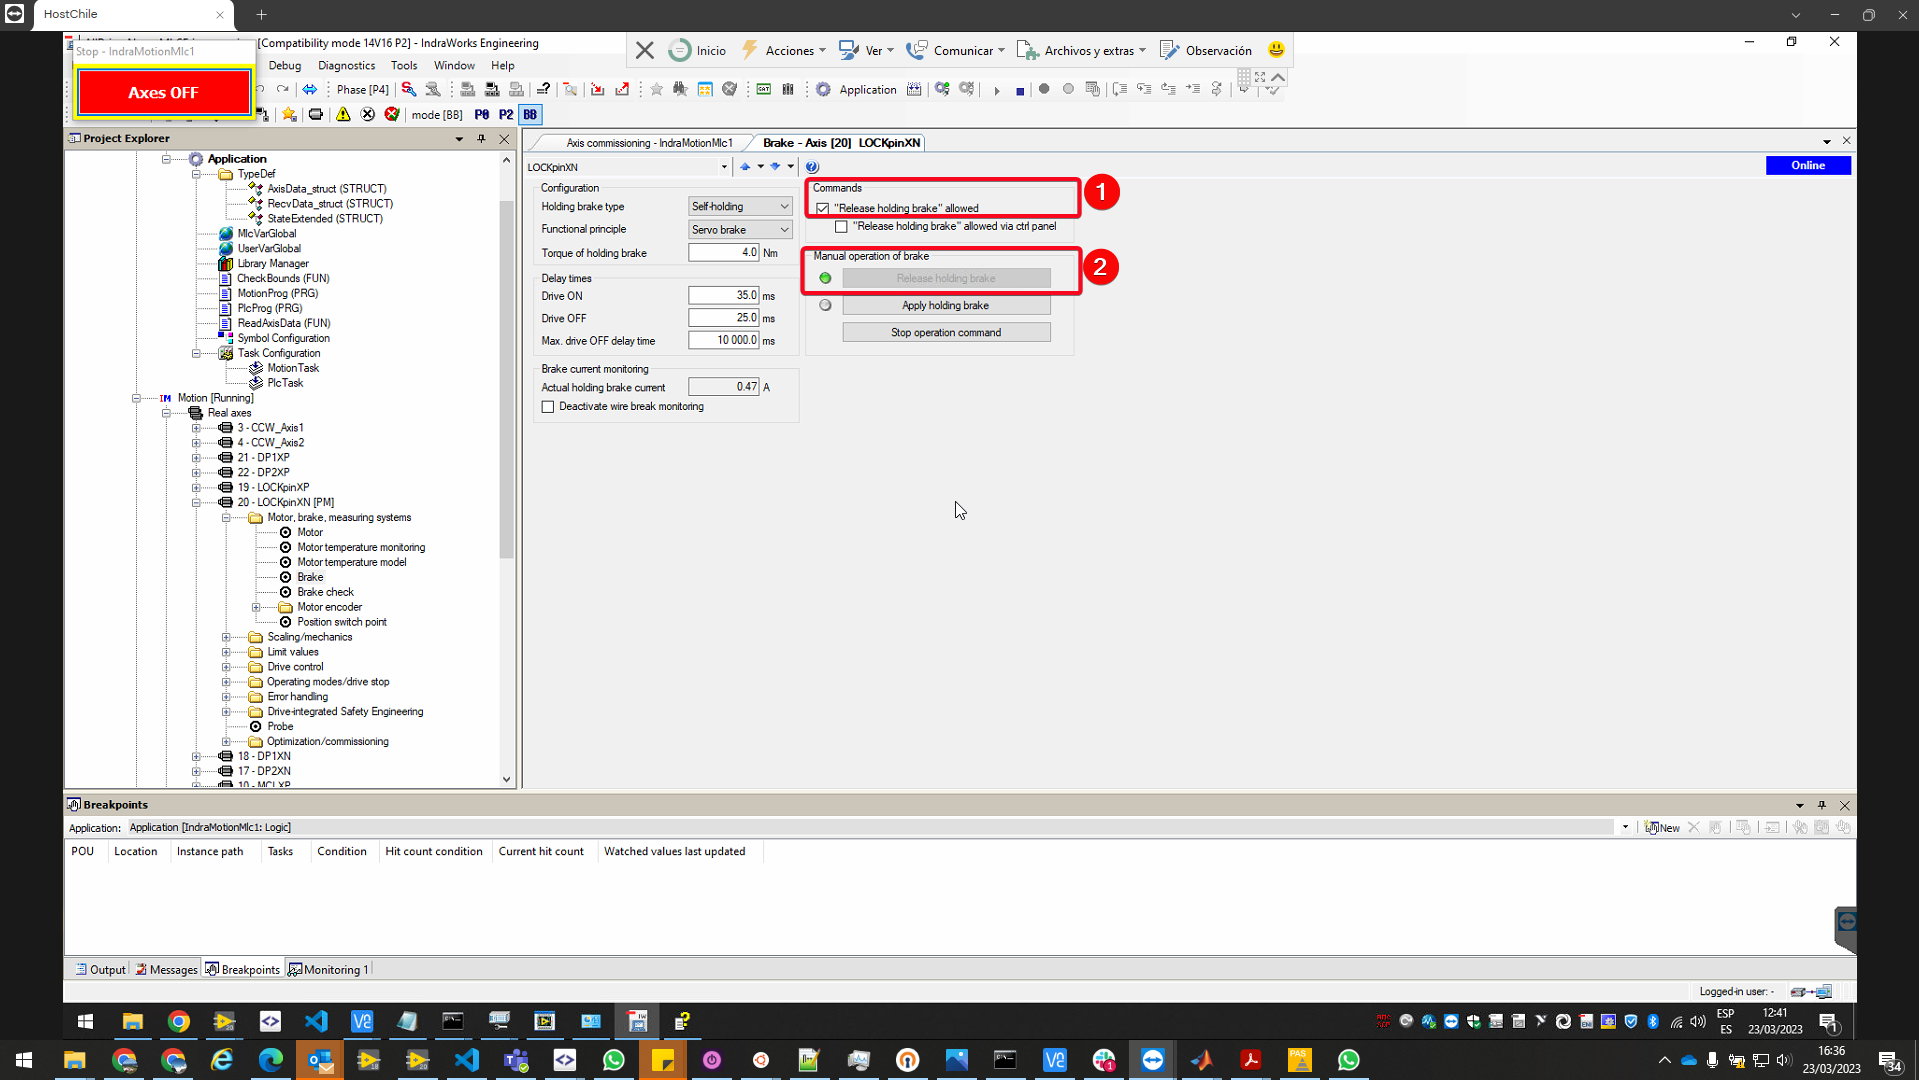 HostChile
Stop - IndraMotionMlc1
[Compatibility mode 14V16 P2] - IndraWorks Engineering
Inicio
Acciones
Ver
Comunicar
Archivos y extras
Observación
Axes OFF
Debug
Diagnostics
Tools
Window
Help
Phase [P4]
Application
mode [BB]
P0
P2
BB
Project Explorer
Application
TypeDef
AxisData_struct (STRUCT)
RecvData_struct (STRUCT)
StateExtended (STRUCT)
MlcVarGlobal
UserVarGlobal
Library Manager
CheckBounds (FUN)
MotionProg (PRG)
PlcProg (PRG)
ReadAxisData (FUN)
Symbol Configuration
Task Configuration
MotionTask
PlcTask
IM Motion [Running]
Real axes
3 - CCW_Axis1
4 - CCW_Axis2
21 - DP1XP
22 - DP2XP
19 - LOCKpinXP
20 - LOCKpinXN [PM]
Motor, brake, measuring systems
Motor
Motor temperature monitoring
Motor temperature model
Brake
Brake check
Motor encoder
Position switch point
Scaling/mechanics
Limit values
Drive control
Operating modes/drive stop
Error handling
Drive-integrated Safety Engineering
Probe
Optimization/commissioning
18 - DP1XN
17 - DP2XN
10 - MCLXP
Axis commissioning - IndraMotionMlc1
Brake - Axis [20] LOCKpinXN
LOCKpinXN
Online
Configuration
Holding brake type
Self-holding
Functional principle
Servo brake
Torque of holding brake
4.0 Nm
Delay times
Drive ON
35.0 ms
Drive OFF
25.0 ms
Max. drive OFF delay time
10 000.0 ms
Brake current monitoring
Actual holding brake current
0.47 A
Deactivate wire break monitoring
Commands
"Release holding brake" allowed
"Release holding brake" allowed via ctrl panel
1
Manual operation of brake
Release holding brake
2
Apply holding brake
Stop operation command
Breakpoints
Application: Application [IndraMotionMlc1: Logic]
New
POU
Location
Instance path
Tasks
Condition
Hit count condition
Current hit count
Watched values last updated
Output
Messages
Breakpoints
Monitoring 1
Logged-in user: -
ESP
ES
12:41
23/03/2023
1
16:36
23/03/2023
34